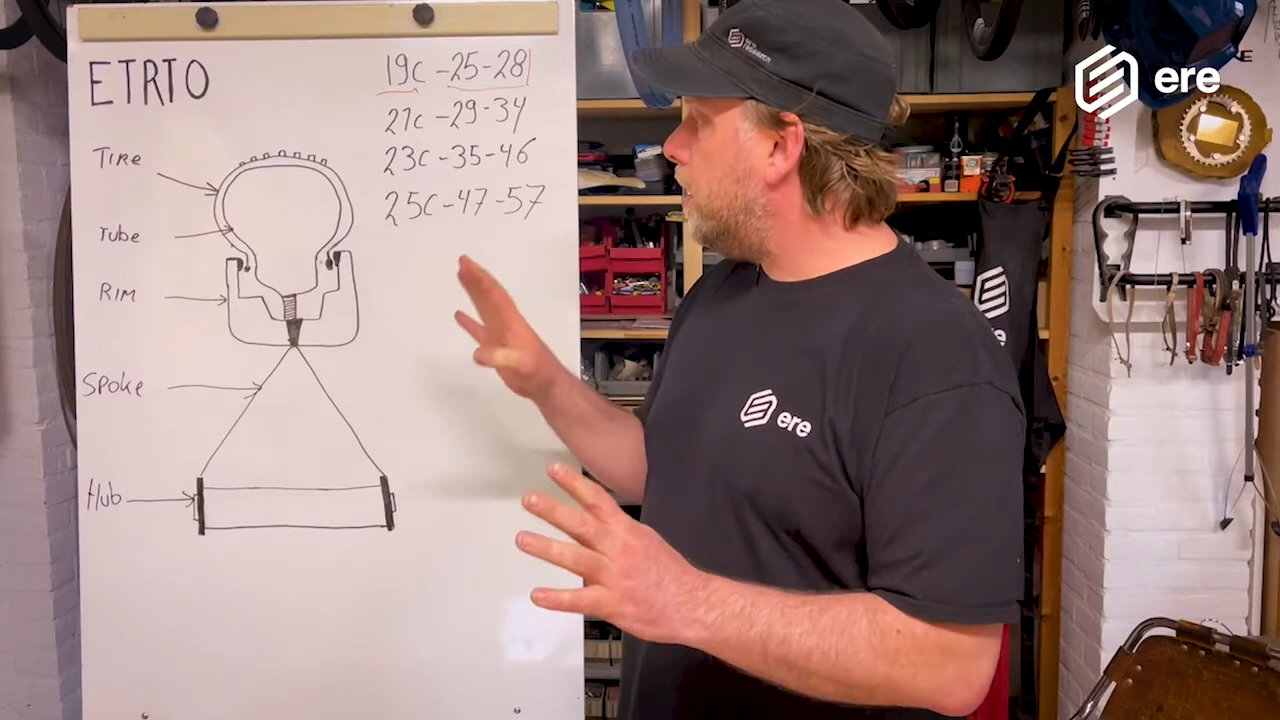 ETRTO
TIRE
TUBE
RIM
SPOKE
HUB
19C - 25 - 28
21C - 29 - 34
23C - 35 - 46
25C - 47 - 57
ere
research
ere
ere